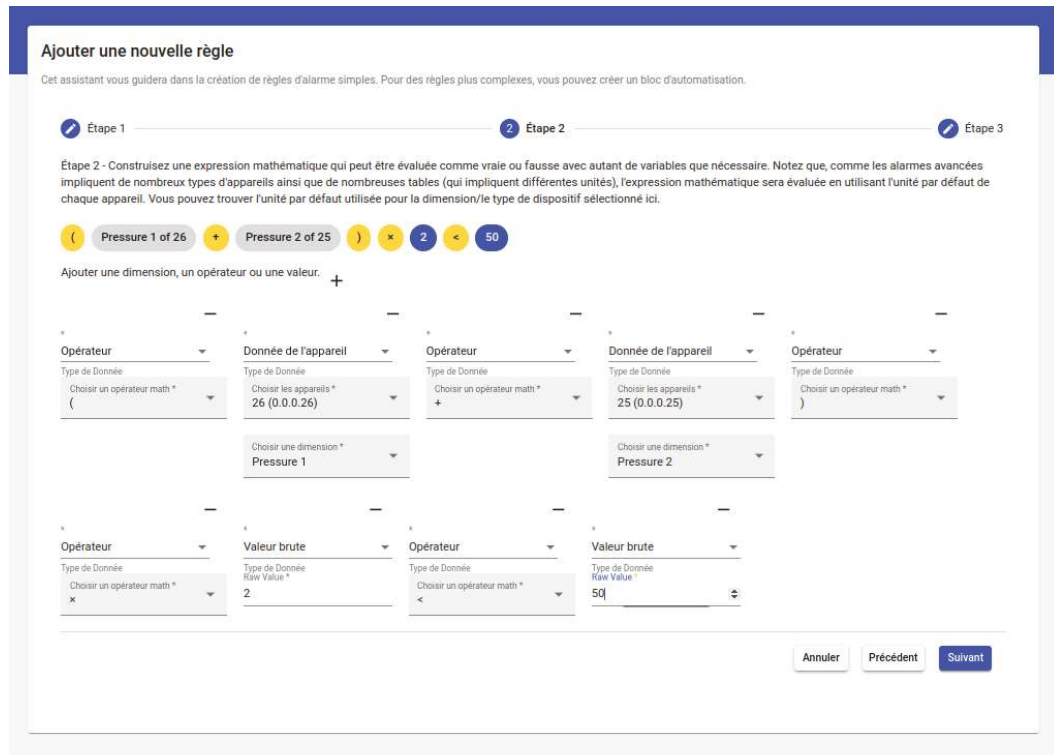 Ajouter une nouvelle règle
Cet assistant vous guidera dans la création de règles d'alarme simples. Pour des règles plus complexes, vous pouvez créer un bloc d'automatisation.
Étape 1 2 Étape 2 Étape 3
Étape 2 - Construisez une expression mathématique qui peut être évaluée comme vraie ou fausse avec autant de variables que nécessaire. Notez que, comme les alarmes avancées
impliquent de nombreux types d'appareils ainsi que de nombreuses tables (qui impliquent différentes unités), l'expression mathématique sera évaluée en utilisant l'unité par défaut de
chaque appareil. Vous pouvez trouver l'unité par défaut utilisée pour la dimension/le type de dispositif sélectionné ici.
( Pressure 1 of 26 + Pressure 2 of 25 ) × 2 < 50
Ajouter une dimension, un opérateur ou une valeur. +
* * * * *
Opérateur Donnée de l'appareil Opérateur Donnée de l'appareil Opérateur
Type de Donnée Type de Donnée Type de Donnée Type de Donnée Type de Donnée
Choisir un opérateur math * Choisir les appareils * Choisir un opérateur math * Choisir les appareils * Choisir un opérateur math *
( 26 (0.0.0.26) + 25 (0.0.0.25) )
Choisir une dimension * Choisir une dimension *
Pressure 1 Pressure 2
* * * *
Opérateur Valeur brute Opérateur Valeur brute
Type de Donnée Type de Donnée Type de Donnée Type de Donnée
Choisir un opérateur math * Raw Value * Choisir un opérateur math * Raw Value *
× 2 < 50
Annuler Précédent Suivant